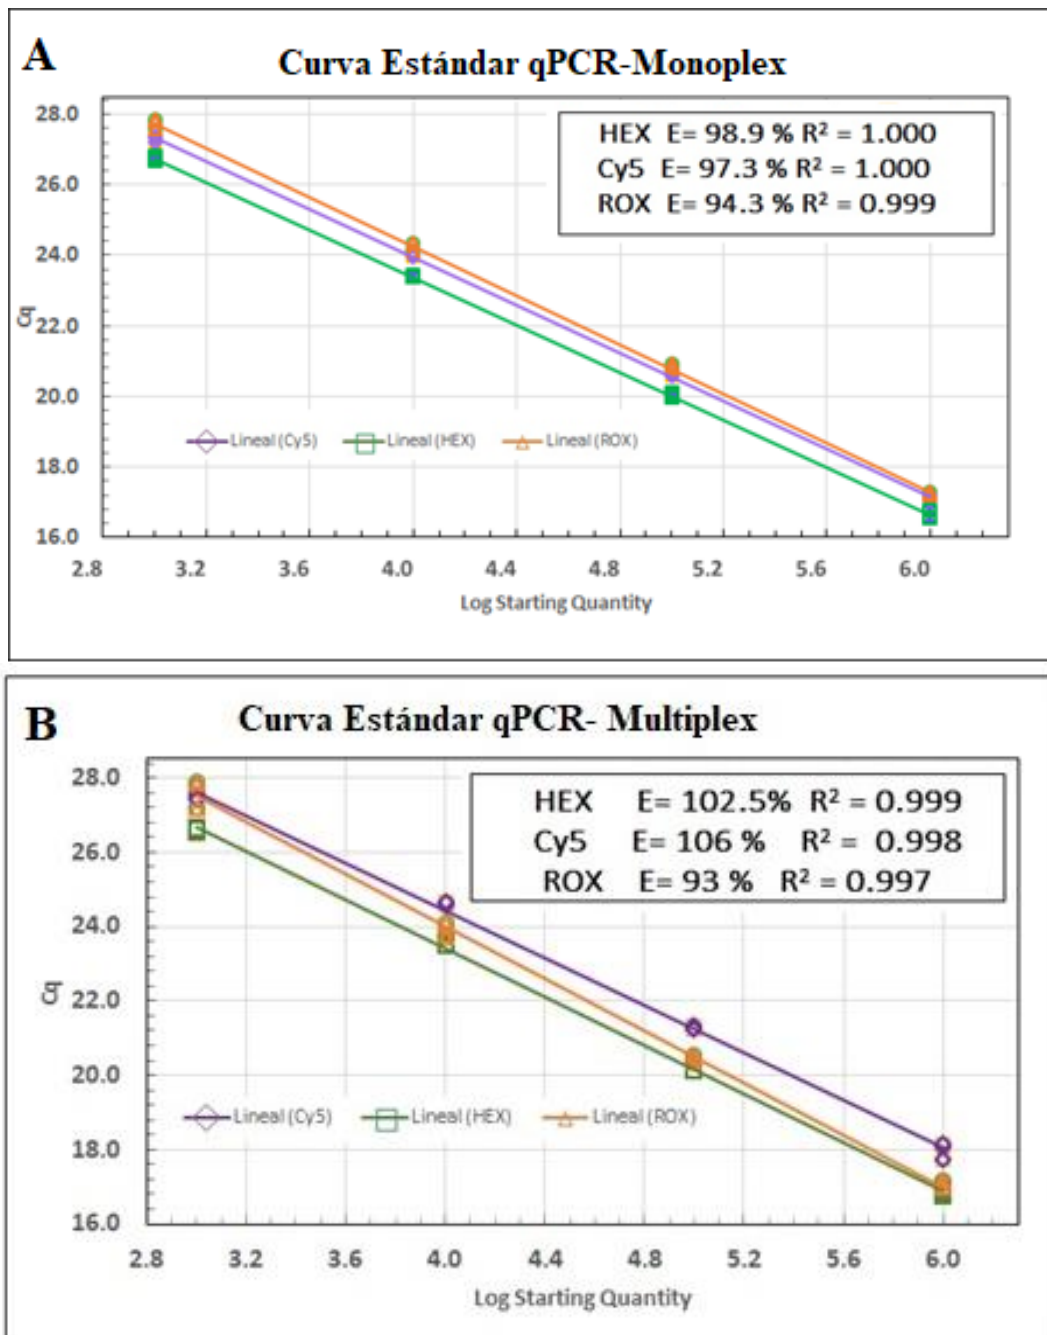 A
Curva Estándar qPCR-Monoplex
HEX E= 98.9 % R² = 1.000
Cy5 E= 97.3 % R² = 1.000
ROX E= 94.3 % R² = 0.999
28.0
26.0
24.0
22.0
20.0
18.0
16.0
Cq
Lineal (Cy5) Lineal (HEX) Lineal (ROX)
2.8 3.2 3.6 4.0 4.4 4.8 5.2 5.6 6.0
Log Starting Quantity
B
Curva Estándar qPCR- Multiplex
HEX E= 102.5% R² = 0.999
Cy5 E= 106 % R² = 0.998
ROX E= 93 % R² = 0.997
28.0
26.0
24.0
22.0
20.0
18.0
16.0
Cq
Lineal (Cy5) Lineal (HEX) Lineal (ROX)
2.8 3.2 3.6 4.0 4.4 4.8 5.2 5.6 6.0
Log Starting Quantity